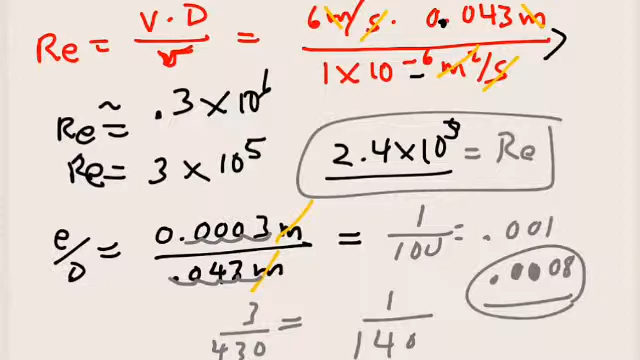 Re = V·D / ν = 6 m/s · 0.043 m / 1×10⁻⁶ m²/s
Re ≅ .3×10⁶
Re = 3×10⁵
2.4×10⁵ = Re
e/D = 0.0003 m / .043 m = 1/100 = .001
.0008
3/430 = 1/140